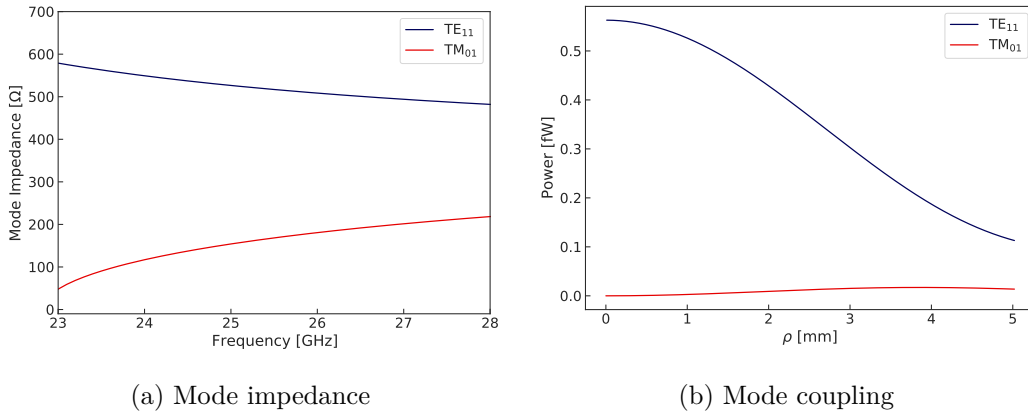 700
600
500
400
300
200
100
0
Mode Impedance [Ω]
23 24 25 26 27 28
Frequency [GHz]
TE₁₁
TM₀₁
(a) Mode impedance
0.5
0.4
0.3
0.2
0.1
0.0
Power [fW]
0 1 2 3 4 5
ρ [mm]
TE₁₁
TM₀₁
(b) Mode coupling